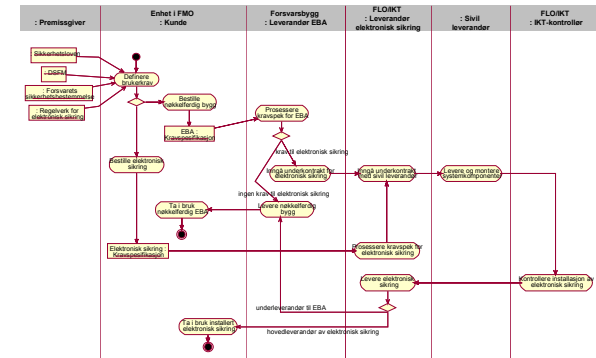 : Premissgiver
Enhet i FMO
: Kunde
Forsvarsbygg
: Leverandør EBA
FLO/IKT
: Leverandør
elektronisk sikring
: Sivil
leverandør
FLO/IKT
: IKT-kontrollør
Sikkerhetsloven
: DSFM
: Forsvarets
sikkerhetsbestemmelse
: Regelverk for
elektronisk sikring
Definere
brukerkrav
Bestille
nøkkelferdig bygg
EBA :
Kravspesifikasjon
Prosessere
kravspek for EBA
krav til elektronisk sikring
Bestille elektronisk
sikring
Inngå underkontrakt for
elektronisk sikring
Inngå underkontrakt
med sivil leverandør
Levere og montere
systemkomponenter
ingen krav til elektronisk sikring
Ta i bruk
nøkkelferdig EBA
Levere nøkkelferdig
bygg
Elektronisk sikring :
Kravspesifikasjon
Prosessere kravspek for
elektronisk sikring
Levere elektronisk
sikring
Kontrollere installasjon av
elektronisk sikring
underleverandør til EBA
Ta i bruk installert
elektronisk sikring
hovedleverandør av elektronisk sikring